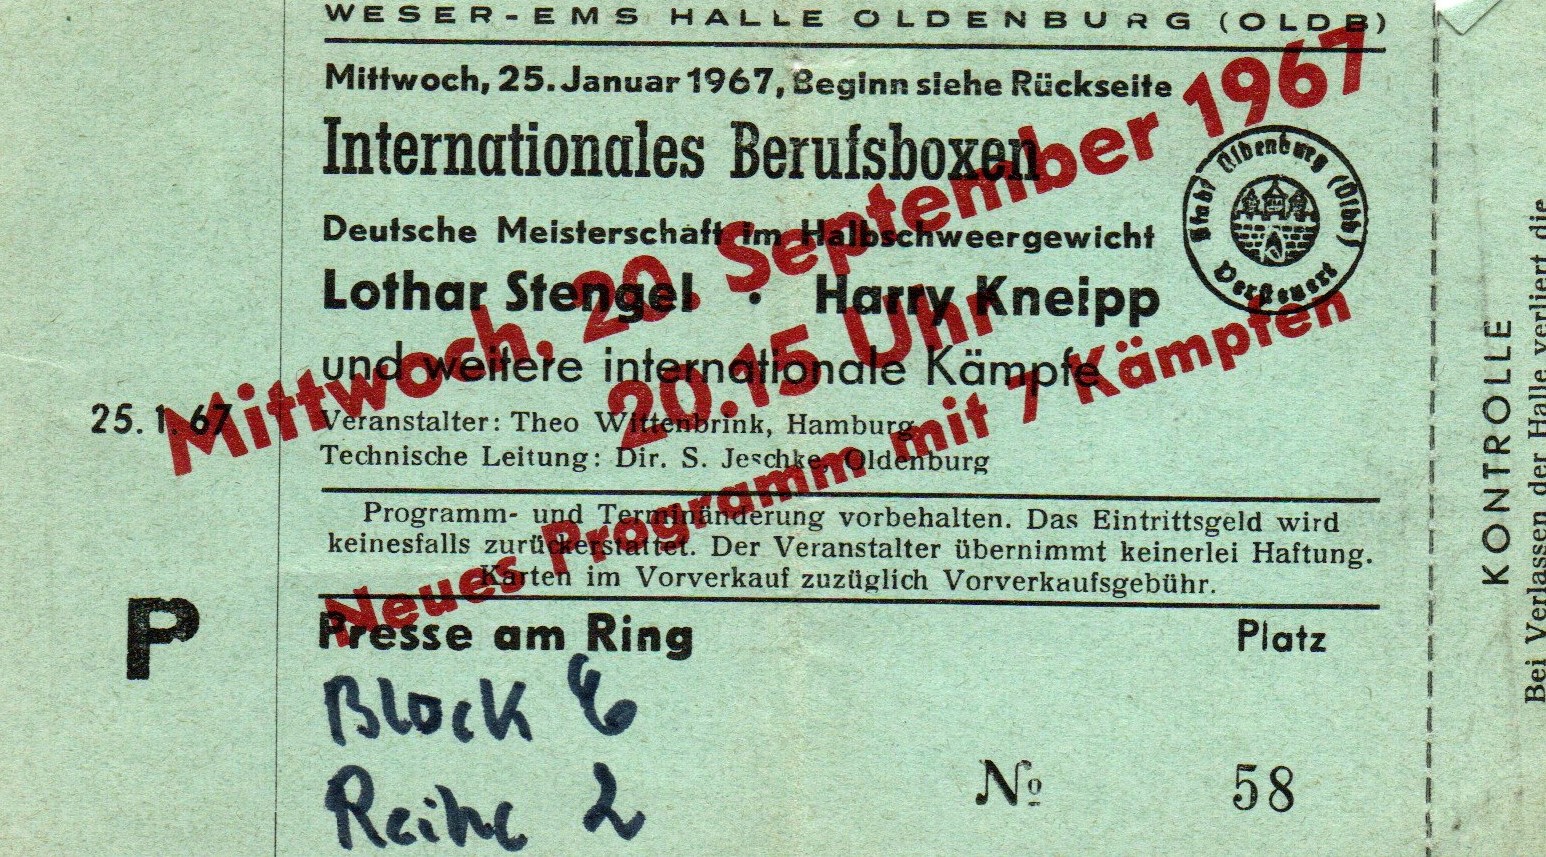 WESER-EMS HALLE OLDENBURG (OLDB)
Mittwoch, 25. Januar 1967, Beginn siehe Rückseite
Internationales Berufsboxen
Deutsche Meisterschaft im Halbschweergewicht
Lothar Stengel · Harry Kneipp
und weitere internationale Kämpfe
25.1.67
Veranstalter: Theo Wittenbrink, Hamburg
Technische Leitung: Dir. S. Jeschke, Oldenburg
Programm- und Terminänderung vorbehalten. Das Eintrittsgeld wird
keinesfalls zurückerstattet. Der Veranstalter übernimmt keinerlei Haftung.
Karten im Vorverkauf zuzüglich Vorverkaufsgebühr.
P
Presse am Ring Platz
Block E
Reihe 2
№ 58
Mittwoch, 20. September 1967
20.15 Uhr
Neues Programm mit 7 Kämpfen
Stadt Oldenburg (Oldb)
Versteuert
KONTROLLE
Bei Verlassen der Halle verliert die